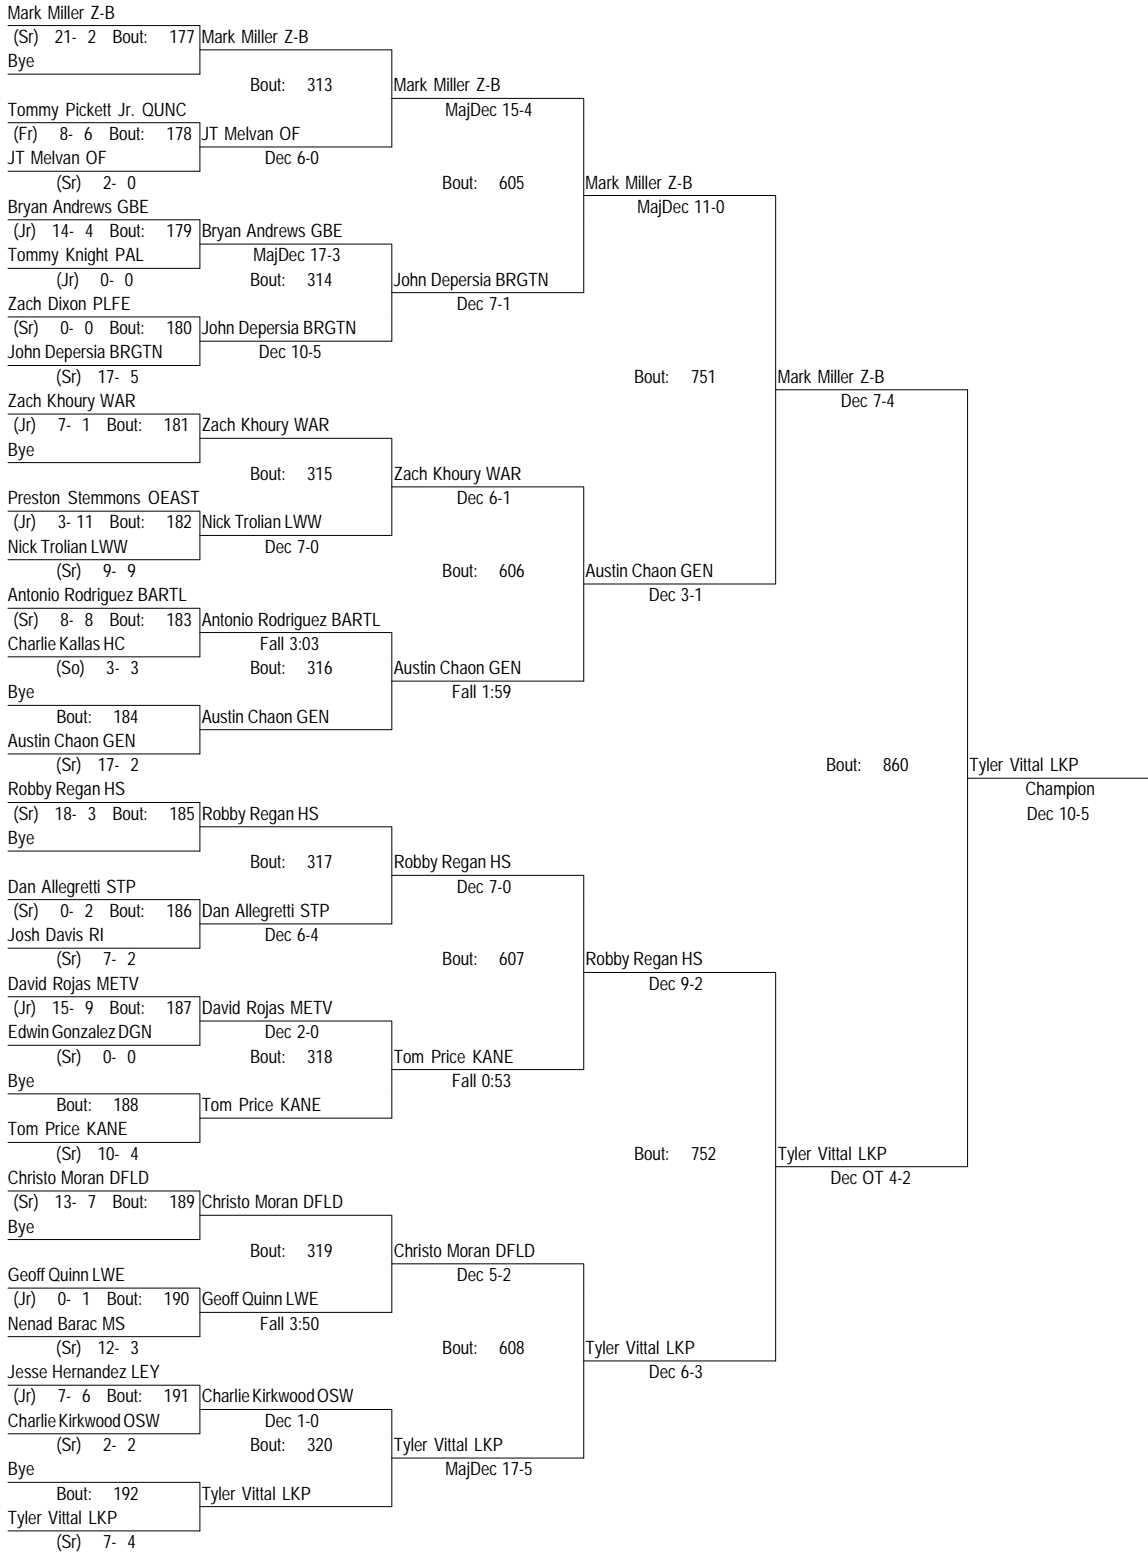 Mark Miller Z-B
(Sr) 21- 2 Bout: 177 Mark Miller Z-B
Bye
Bout: 313 Mark Miller Z-B
Tommy Pickett Jr. QUNC MajDec 15-4
(Fr) 8- 6 Bout: 178 JT Melvan OF
JT Melvan OF Dec 6-0
(Sr) 2- 0 Bout: 605 Mark Miller Z-B
Bryan Andrews GBE MajDec 11-0
(Jr) 14- 4 Bout: 179 Bryan Andrews GBE
Tommy Knight PAL MajDec 17-3
(Jr) 0- 0 Bout: 314 John Depersia BRGTN
Zach Dixon PLFE Dec 7-1
(Sr) 0- 0 Bout: 180 John Depersia BRGTN
John Depersia BRGTN Dec 10-5
(Sr) 17- 5 Bout: 751 Mark Miller Z-B
Zach Khoury WAR Dec 7-4
(Jr) 7- 1 Bout: 181 Zach Khoury WAR
Bye
Bout: 315 Zach Khoury WAR
Preston Stemmons OEAST Dec 6-1
(Jr) 3- 11 Bout: 182 Nick Trolian LWW
Nick Trolian LWW Dec 7-0
(Sr) 9- 9 Bout: 606 Austin Chaon GEN
Antonio Rodriguez BARTL Dec 3-1
(Sr) 8- 8 Bout: 183 Antonio Rodriguez BARTL
Charlie Kallas HC Fall 3:03
(So) 3- 3 Bout: 316 Austin Chaon GEN
Bye Fall 1:59
Bout: 184 Austin Chaon GEN
Austin Chaon GEN
(Sr) 17- 2 Bout: 860 Tyler Vittal LKP
Robby Regan HS Champion
(Sr) 18- 3 Bout: 185 Robby Regan HS Dec 10-5
Bye
Bout: 317 Robby Regan HS
Dan Allegretti STP Dec 7-0
(Sr) 0- 2 Bout: 186 Dan Allegretti STP
Josh Davis RI Dec 6-4
(Sr) 7- 2 Bout: 607 Robby Regan HS
David Rojas METV Dec 9-2
(Jr) 15- 9 Bout: 187 David Rojas METV
Edwin Gonzalez DGN Dec 2-0
(Sr) 0- 0 Bout: 318 Tom Price KANE
Bye Fall 0:53
Bout: 188 Tom Price KANE
Tom Price KANE
(Sr) 10- 4 Bout: 752 Tyler Vittal LKP
Christo Moran DFLD Dec OT 4-2
(Sr) 13- 7 Bout: 189 Christo Moran DFLD
Bye
Bout: 319 Christo Moran DFLD
Geoff Quinn LWE Dec 5-2
(Jr) 0- 1 Bout: 190 Geoff Quinn LWE
Nenad Barac MS Fall 3:50
(Sr) 12- 3 Bout: 608 Tyler Vittal LKP
Jesse Hernandez LEY Dec 6-3
(Jr) 7- 6 Bout: 191 Charlie Kirkwood OSW
Charlie Kirkwood OSW Dec 1-0
(Sr) 2- 2 Bout: 320 Tyler Vittal LKP
Bye MajDec 17-5
Bout: 192 Tyler Vittal LKP
Tyler Vittal LKP
(Sr) 7- 4